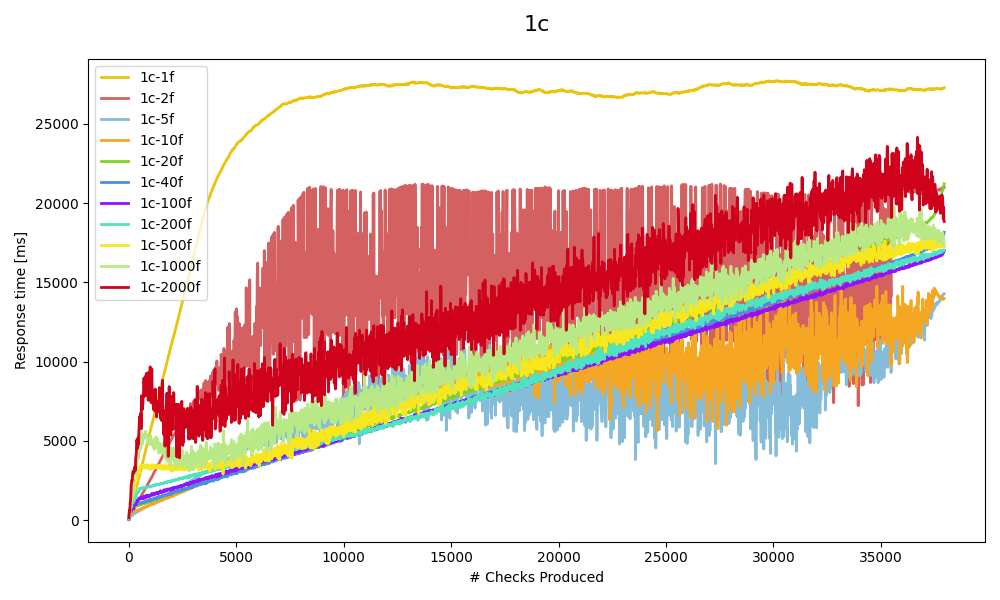 1c
1c-1f
1c-2f
1c-5f
1c-10f
1c-20f
1c-40f
1c-100f
1c-200f
1c-500f
1c-1000f
1c-2000f
Response time [ms]
25000
20000
15000
10000
5000
0
0 5000 10000 15000 20000 25000 30000 35000
# Checks Produced